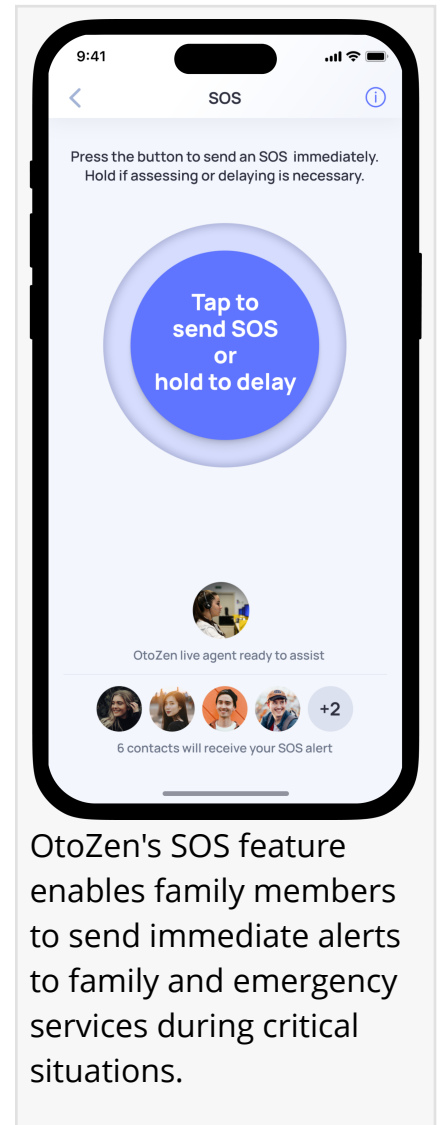 9:41
SOS
Press the button to send an SOS immediately.
Hold if assessing or delaying is necessary.
Tap to
send SOS
or
hold to delay
OtoZen live agent ready to assist
+2
6 contacts will receive your SOS alert
OtoZen's SOS feature
enables family members
to send immediate alerts
to family and emergency
services during critical
situations.